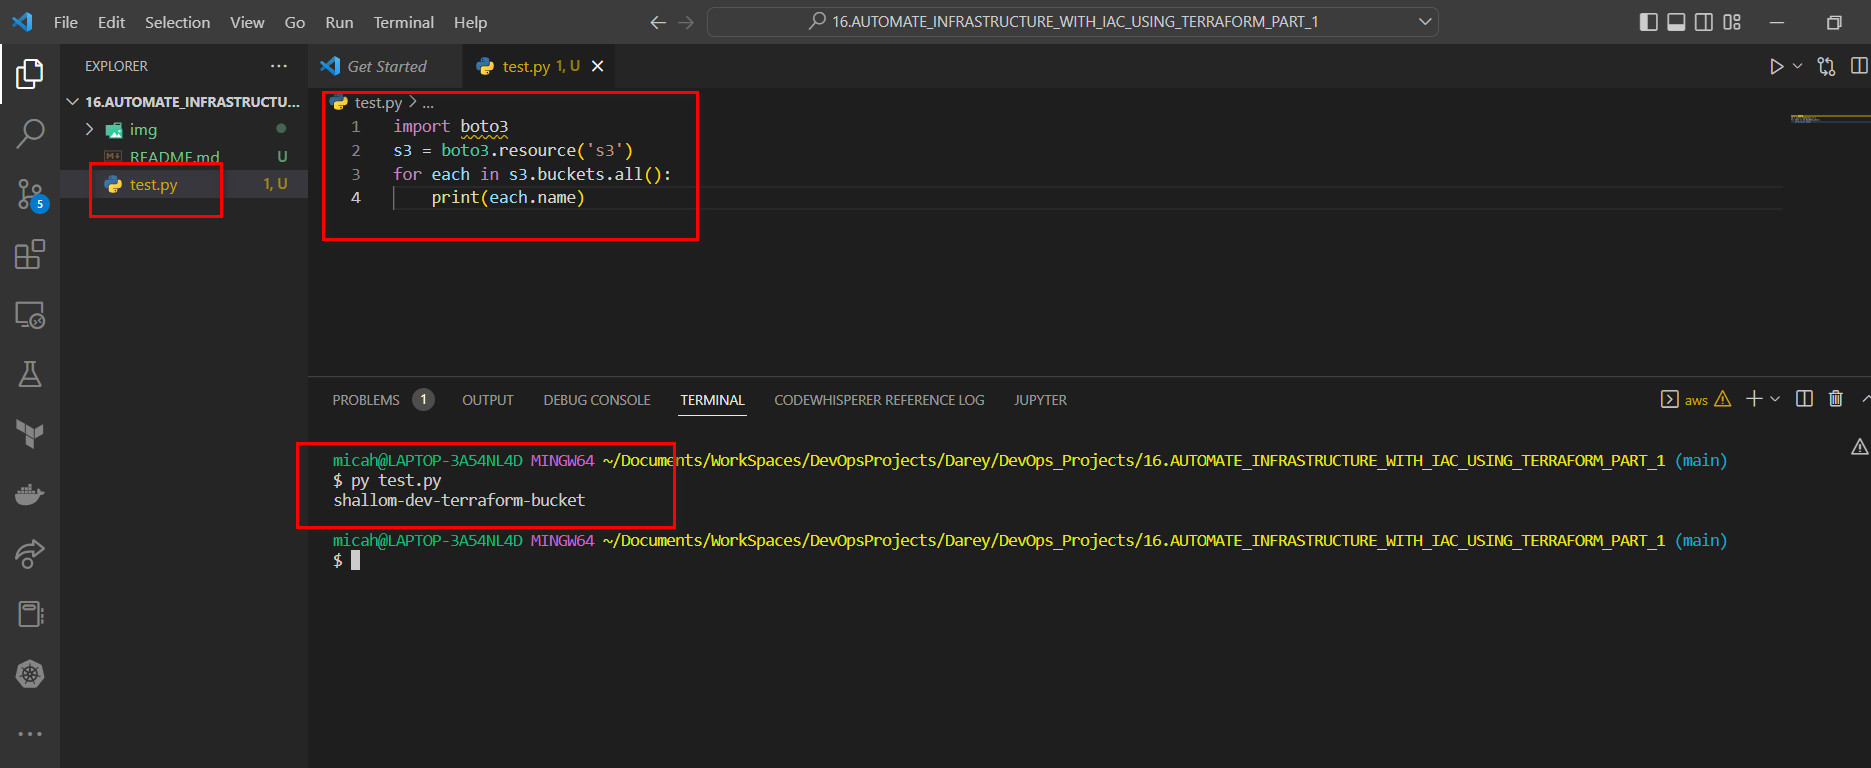 File Edit Selection View Go Run Terminal Help
16.AUTOMATE_INFRASTRUCTURE_WITH_IAC_USING_TERRAFORM_PART_1
EXPLORER
16.AUTOMATE_INFRASTRUCTU...
img
README.md U
test.py 1, U
5
Get Started
test.py 1, U
test.py > ...
1 import boto3
2 s3 = boto3.resource('s3')
3 for each in s3.buckets.all():
4 print(each.name)
PROBLEMS 1 OUTPUT DEBUG CONSOLE TERMINAL CODEWHISPERER REFERENCE LOG JUPYTER
aws
micah@LAPTOP-3A54NL4D MINGW64 ~/Documents/WorkSpaces/DevOpsProjects/Darey/DevOps_Projects/16.AUTOMATE_INFRASTRUCTURE_WITH_IAC_USING_TERRAFORM_PART_1 (main)
$ py test.py
shallom-dev-terraform-bucket
micah@LAPTOP-3A54NL4D MINGW64 ~/Documents/WorkSpaces/DevOpsProjects/Darey/DevOps_Projects/16.AUTOMATE_INFRASTRUCTURE_WITH_IAC_USING_TERRAFORM_PART_1 (main)
$